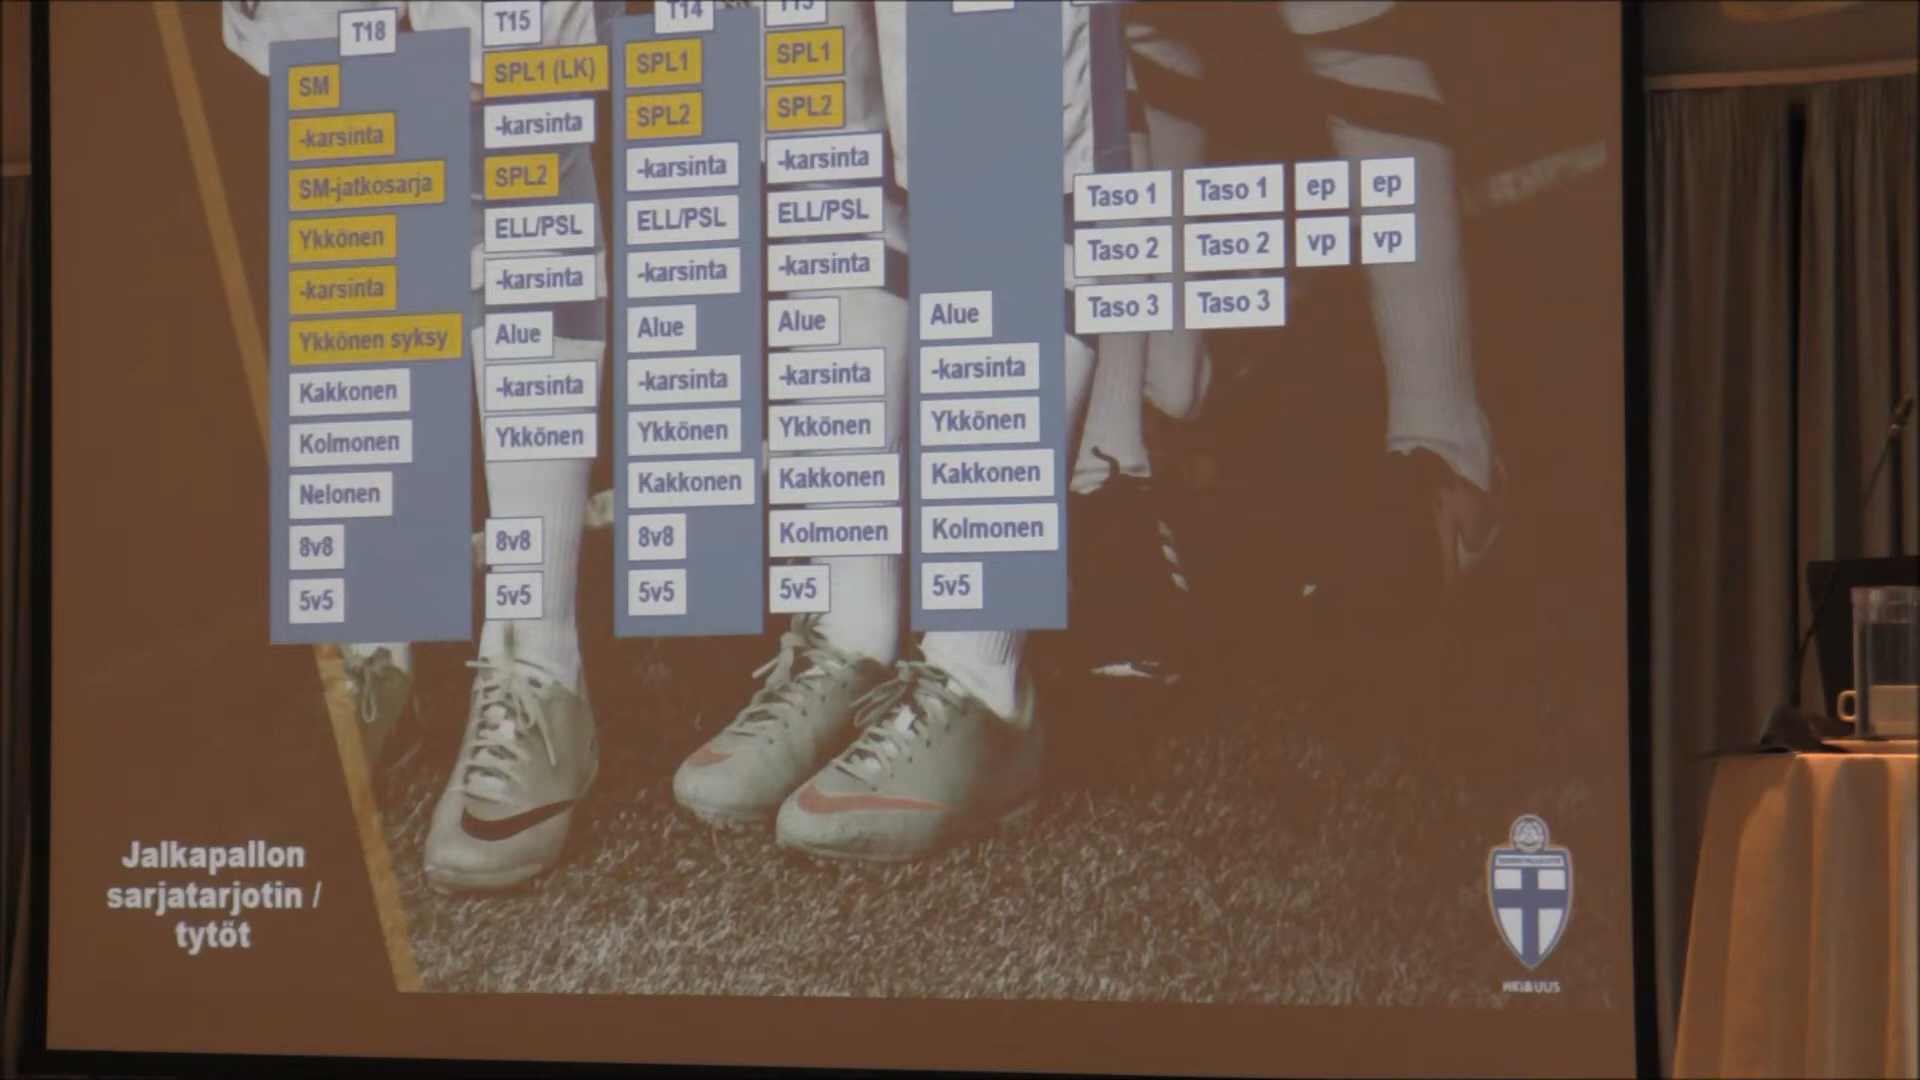 T18
SM
-karsinta
SM-jatkosarja
Ykkönen
-karsinta
Ykkönen syksy
Kakkonen
Kolmonen
Nelonen
8v8
5v5
T15
SPL1 (LK)
-karsinta
SPL2
ELL/PSL
-karsinta
Alue
-karsinta
Ykkönen
8v8
5v5
T14
SPL1
SPL2
-karsinta
ELL/PSL
-karsinta
Alue
-karsinta
Ykkönen
Kakkonen
8v8
5v5
T13
SPL1
SPL2
-karsinta
ELL/PSL
-karsinta
Alue
-karsinta
Ykkönen
Kakkonen
Kolmonen
5v5
Alue
-karsinta
Ykkönen
Kakkonen
Kolmonen
5v5
Taso 1
Taso 2
Taso 3
Taso 1
Taso 2
Taso 3
ep
vp
ep
vp
Jalkapallon
sarjatarjotin /
tytöt
HKI&UUS